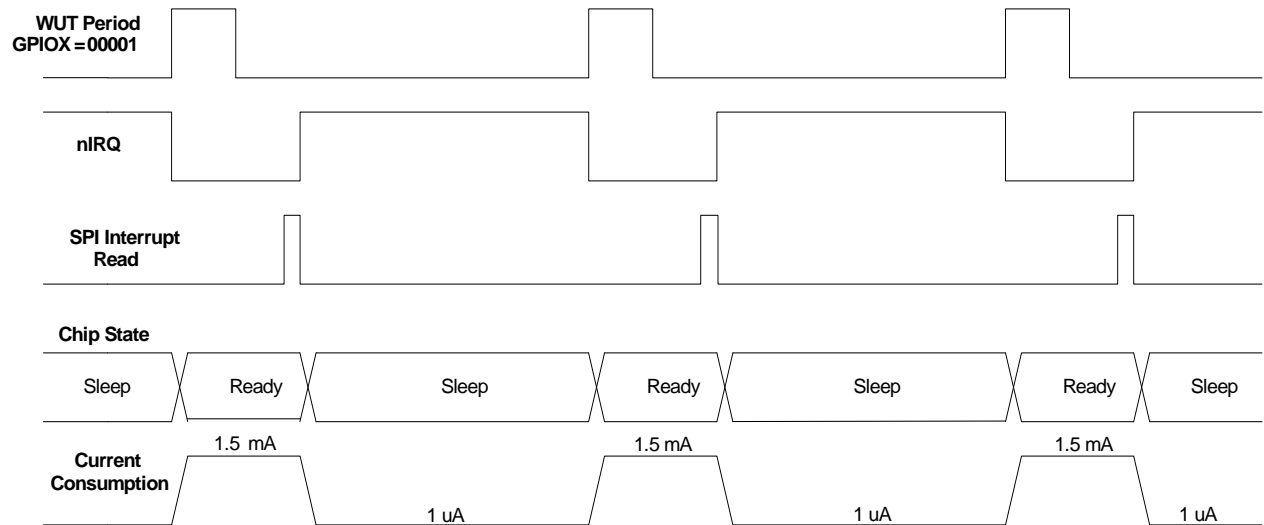 WUT Period
GPIOX = 00001
nIRQ
SPI Interrupt
Read
Chip State
Sleep Ready Sleep Ready Sleep Ready Sleep
1.5 mA 1.5 mA 1.5 mA
Current
Consumption
1 uA 1 uA 1 uA